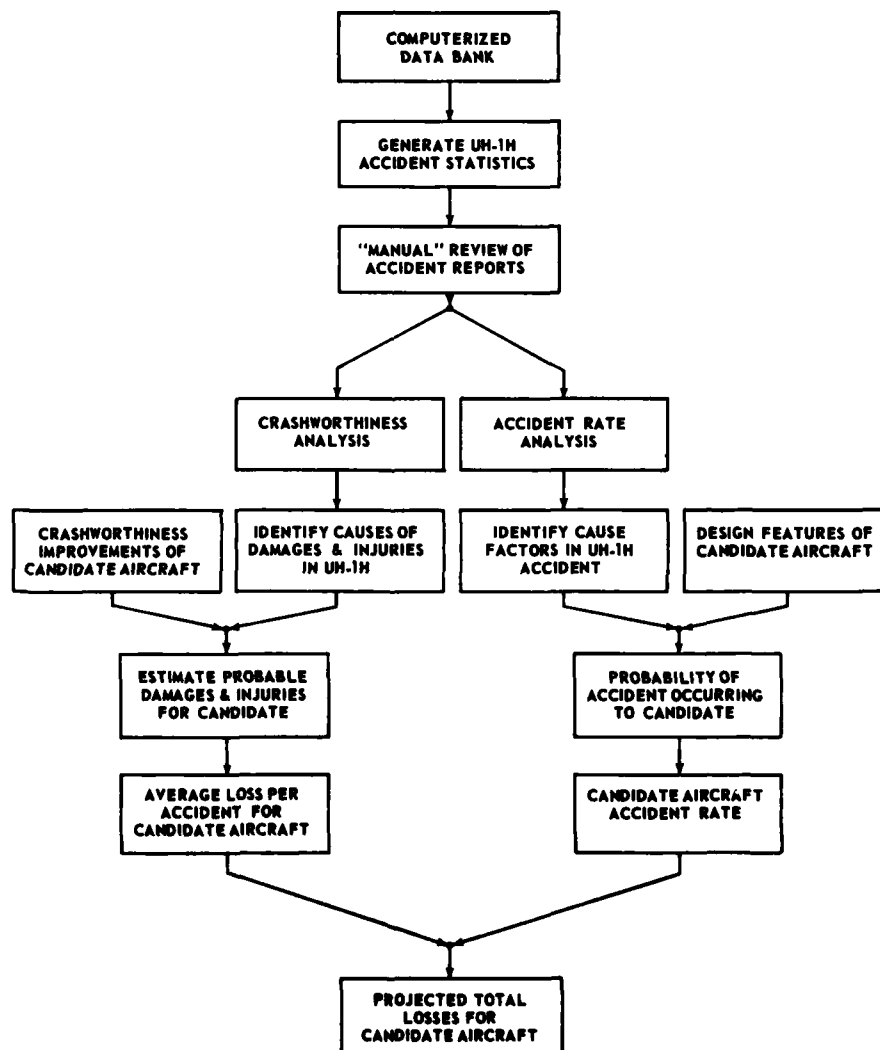 COMPUTERIZED
DATA BANK
GENERATE UH-1H
ACCIDENT STATISTICS
"MANUAL" REVIEW OF
ACCIDENT REPORTS
CRASHWORTHINESS
ANALYSIS
ACCIDENT RATE
ANALYSIS
CRASHWORTHINESS
IMPROVEMENTS OF
CANDIDATE AIRCRAFT
IDENTIFY CAUSES OF
DAMAGES & INJURIES
IN UH-1H
IDENTIFY CAUSE
FACTORS IN UH-1H
ACCIDENT
DESIGN FEATURES OF
CANDIDATE AIRCRAFT
ESTIMATE PROBABLE
DAMAGES & INJURIES
FOR CANDIDATE
PROBABILITY OF
ACCIDENT OCCURRING
TO CANDIDATE
AVERAGE LOSS PER
ACCIDENT FOR
CANDIDATE AIRCRAFT
CANDIDATE AIRCRAFT
ACCIDENT RATE
PROJECTED TOTAL
LOSSES FOR
CANDIDATE AIRCRAFT